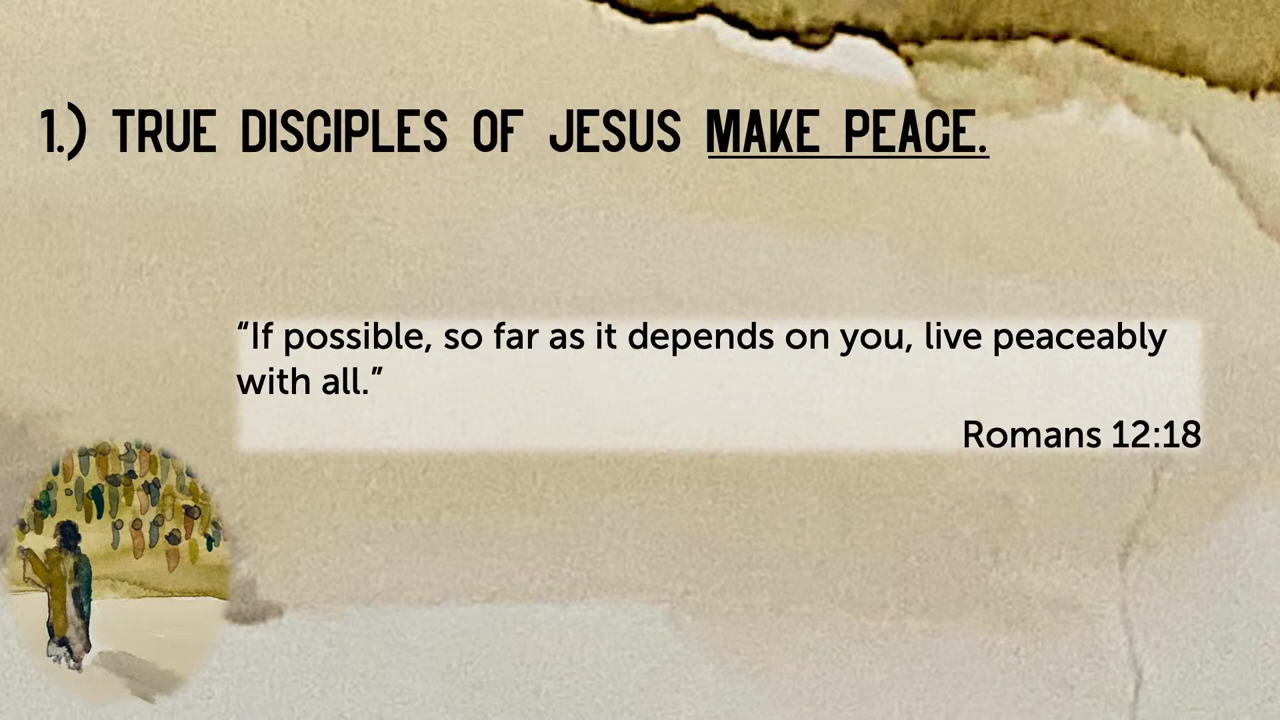 1.) TRUE DISCIPLES OF JESUS MAKE PEACE.
“If possible, so far as it depends on you, live peaceably
with all.”
Romans 12:18